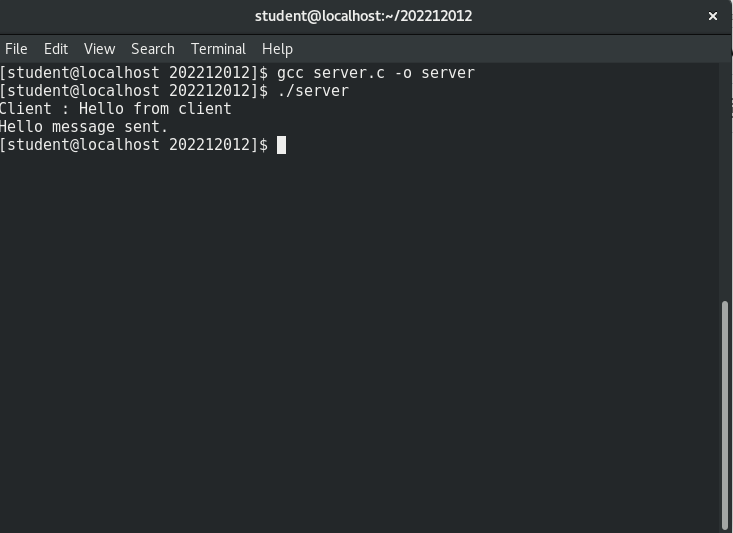 student@localhost:~/202212012
File Edit View Search Terminal Help
[student@localhost 202212012]$ gcc server.c -o server
[student@localhost 202212012]$ ./server
Client : Hello from client
Hello message sent.
[student@localhost 202212012]$